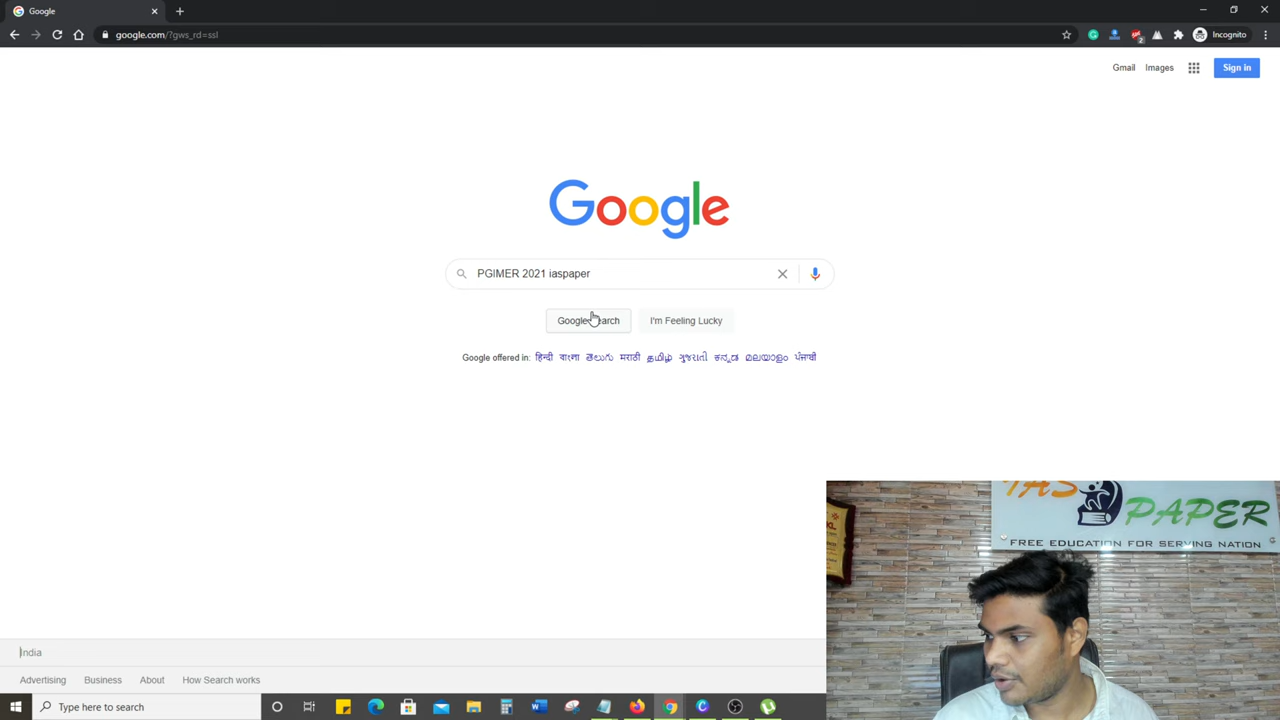 Google
google.com/?gws_rd=ssl
2
Incognito
Gmail Images
Sign in
Google
PGIMER 2021 iaspaper
Google Search I'm Feeling Lucky
Google offered in: हिन्दी বাংলা తెలుగు मराठी தமிழ் ગુજરાતી ಕನ್ನಡ മലയാളം ਪੰਜਾਬੀ
IAS PAPER
FREE EDUCATION FOR SERVING NATION
India
Advertising Business About How Search works
Type here to search